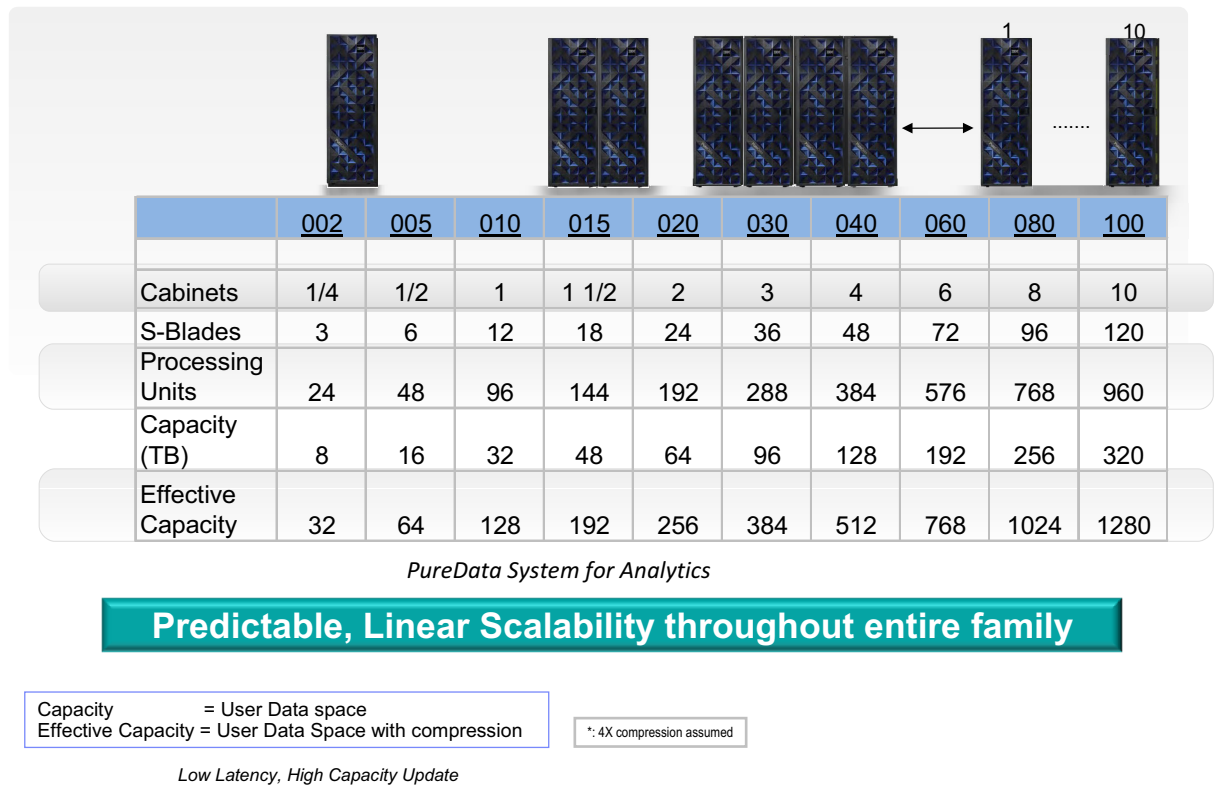 1 10
.......
002 005 010 015 020 030 040 060 080 100
Cabinets 1/4 1/2 1 1 1/2 2 3 4 6 8 10
S-Blades 3 6 12 18 24 36 48 72 96 120
Processing
Units 24 48 96 144 192 288 384 576 768 960
Capacity
(TB) 8 16 32 48 64 96 128 192 256 320
Effective
Capacity 32 64 128 192 256 384 512 768 1024 1280
PureData System for Analytics
Predictable, Linear Scalability throughout entire family
Capacity = User Data space
Effective Capacity = User Data Space with compression
*: 4X compression assumed
Low Latency, High Capacity Update